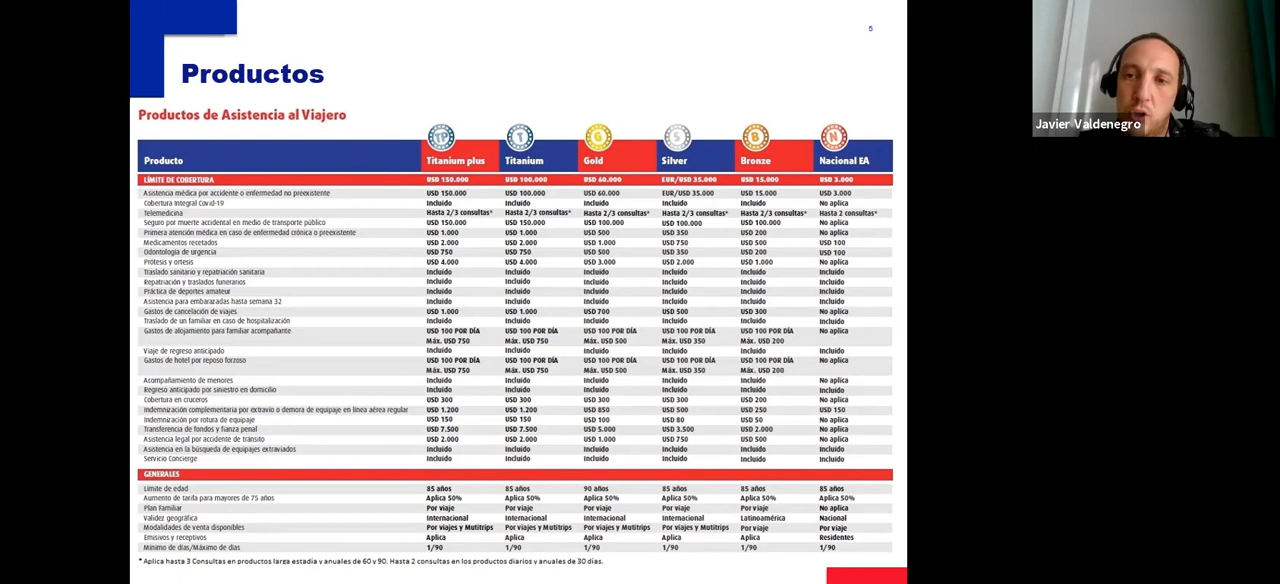 5
Productos
Productos de Asistencia al Viajero
TP T G S B N
Producto Titanium plus Titanium Gold Silver Bronze Nacional EA
LÍMITE DE COBERTURA USD 150.000 USD 100.000 USD 60.000 EUR/USD 35.000 USD 15.000 USD 3.000
Asistencia médica por accidente o enfermedad no preexistente USD 150.000 USD 100.000 USD 60.000 EUR/USD 35.000 USD 15.000 USD 3.000
Cobertura Integral Covid-19 Incluido Incluido Incluido Incluido Incluido No aplica
Telemedicina Hasta 2/3 consultas* Hasta 2/3 consultas* Hasta 2/3 consultas* Hasta 2/3 consultas* Hasta 2/3 consultas* Hasta 2 consultas*
Seguro por muerte accidental en medio de transporte público USD 150.000 USD 150.000 USD 100.000 USD 100.000 USD 100.000 No aplica
Primera atención médica en caso de enfermedad crónica o preexistente USD 1.000 USD 1.000 USD 500 USD 350 USD 200 No aplica
Medicamentos recetados USD 2.000 USD 2.000 USD 1.000 USD 750 USD 500 USD 100
Odontología de urgencia USD 750 USD 750 USD 500 USD 350 USD 200 USD 100
Prótesis y ortesis USD 4.000 USD 4.000 USD 3.000 USD 2.000 USD 1.000 No aplica
Traslado sanitario y repatriación sanitaria Incluido Incluido Incluido Incluido Incluido Incluido
Repatriación y traslados funerarios Incluido Incluido Incluido Incluido Incluido Incluido
Práctica de deportes amateur Incluido Incluido Incluido Incluido Incluido Incluido
Asistencia para embarazadas hasta semana 32 Incluido Incluido Incluido Incluido Incluido Incluido
Gastos de cancelación de viajes USD 1.000 USD 1.000 USD 700 USD 500 USD 300 No aplica
Traslado de un familiar en caso de hospitalización Incluido Incluido Incluido Incluido Incluido Incluido
Gastos de alojamiento para familiar acompañante USD 100 POR DÍA USD 100 POR DÍA USD 100 POR DÍA USD 100 POR DÍA USD 100 POR DÍA No aplica
Máx. USD 750 Máx. USD 750 Máx. USD 500 Máx. USD 350 Máx. USD 200
Viaje de regreso anticipado Incluido Incluido Incluido Incluido Incluido Incluido
Gastos de hotel por reposo forzoso USD 100 POR DÍA USD 100 POR DÍA USD 100 POR DÍA USD 100 POR DÍA USD 100 POR DÍA No aplica
Máx. USD 750 Máx. USD 750 Máx. USD 500 Máx. USD 350 Máx. USD 200
Acompañamiento de menores Incluido Incluido Incluido Incluido Incluido No aplica
Regreso anticipado por siniestro en domicilio Incluido Incluido Incluido Incluido Incluido Incluido
Cobertura en cruceros USD 300 USD 300 USD 300 USD 300 USD 200 No aplica
Indemnización complementaria por extravío o demora de equipaje en línea aérea regular USD 1.200 USD 1.200 USD 850 USD 500 USD 250 USD 150
Indemnización por rotura de equipaje USD 150 USD 150 USD 100 USD 80 USD 50 No aplica
Transferencia de fondos y fianza penal USD 7.500 USD 7.500 USD 5.000 USD 3.500 USD 2.000 No aplica
Asistencia legal por accidente de tránsito USD 2.000 USD 2.000 USD 1.000 USD 750 USD 500 No aplica
Asistencia en la búsqueda de equipajes extraviados Incluido Incluido Incluido Incluido Incluido Incluido
Servicio Concierge Incluido Incluido Incluido Incluido Incluido Incluido
GENERALES
Límite de edad 85 años 85 años 90 años 85 años 85 años 85 años
Aumento de tarifa para mayores de 75 años Aplica 50% Aplica 50% Aplica 50% Aplica 50% Aplica 50% Aplica 50%
Plan Familiar Por viaje Por viaje Por viaje Por viaje Por viaje No aplica
Validez geográfica Internacional Internacional Internacional Internacional Latinoamérica Nacional
Modalidades de venta disponibles Por viajes y Mutitrips Por viajes y Mutitrips Por viajes y Mutitrips Por viajes y Mutitrips Por viaje Por viaje
Emisivos y receptivos Aplica Aplica Aplica Aplica Aplica Residentes
Mínimo de días/Máximo de días 1/90 1/90 1/90 1/90 1/90 1/90
* Aplica hasta 3 Consultas en productos larga estadía y anuales de 60 y 90. Hasta 2 consultas en los productos diarios y anuales de 30 días.
Javier Valdenegro